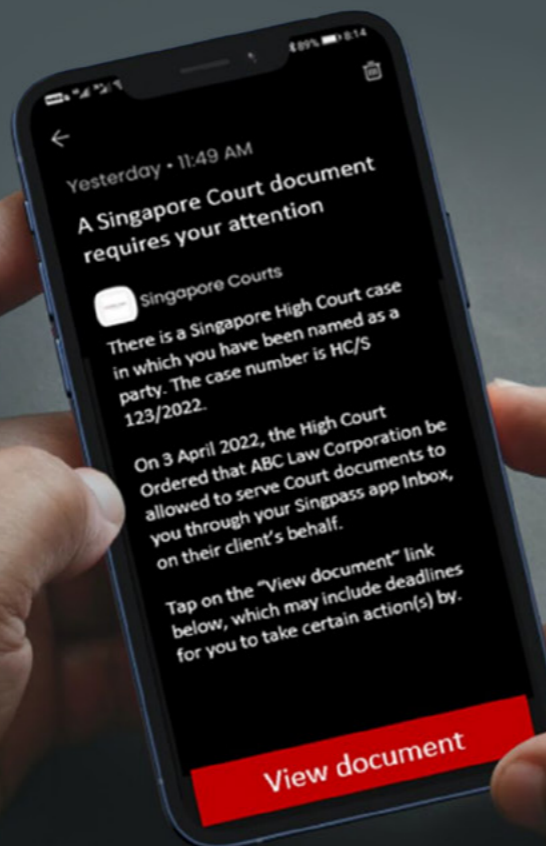 89% 8:14
Yesterday • 11:49 AM
A Singapore Court document
requires your attention
Singapore Courts
There is a Singapore High Court case
in which you have been named as a
party. The case number is HC/S
123/2022.
On 3 April 2022, the High Court
Ordered that ABC Law Corporation be
allowed to serve Court documents to
you through your Singpass app Inbox,
on their client's behalf.
Tap on the "View document" link
below, which may include deadlines
for you to take certain action(s) by.
View document